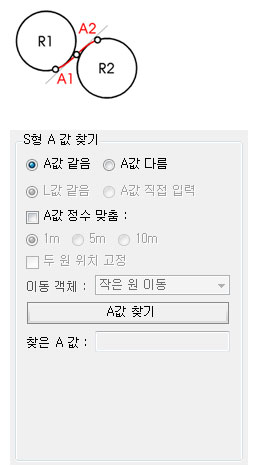 R1 A2
A1 R2
S형 A 값 찾기
A값 같음 A값 다름
L값 같음 A값 직접 입력
A값 정수 맞춤 :
1m 5m 10m
두 원 위치 고정
이동 객체 : 작은 원 이동
A값 찾기
찾은 A 값 :